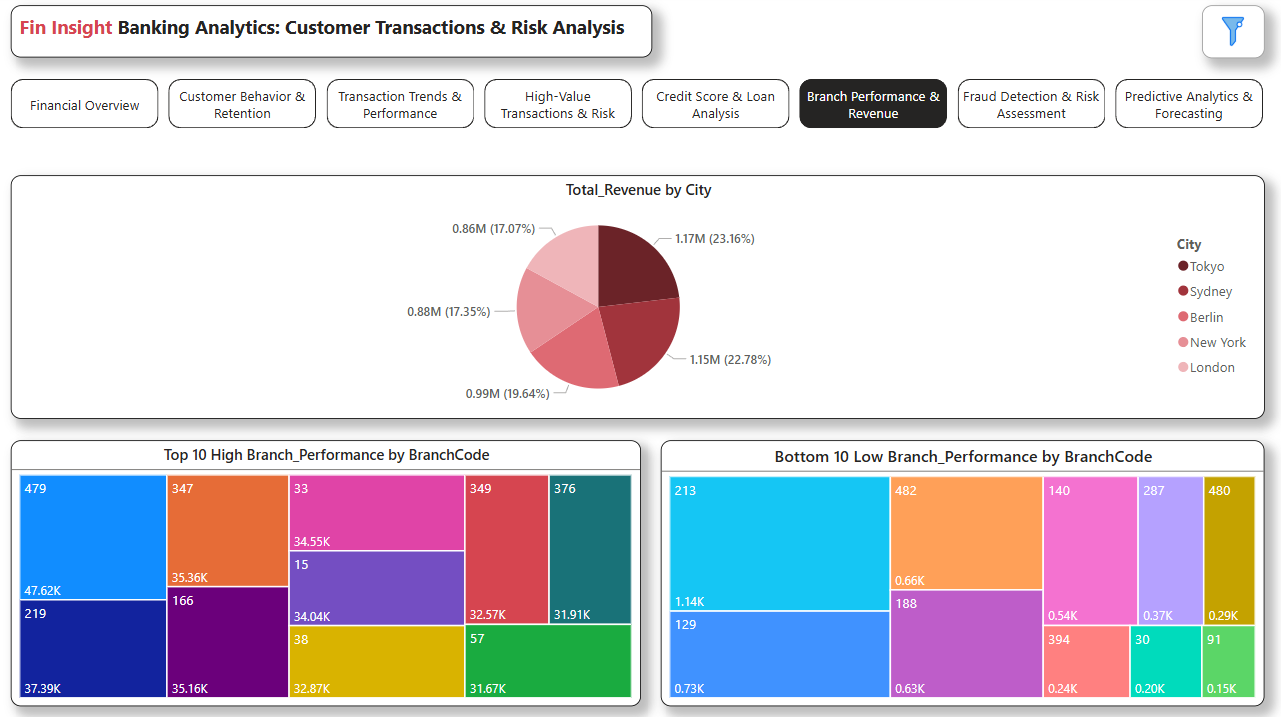 Fin Insight Banking Analytics: Customer Transactions & Risk Analysis
Financial Overview
Customer Behavior &
Retention
Transaction Trends &
Performance
High-Value
Transactions & Risk
Credit Score & Loan
Analysis
Branch Performance &
Revenue
Fraud Detection & Risk
Assessment
Predictive Analytics &
Forecasting
Total_Revenue by City
0.86M (17.07%)
1.17M (23.16%)
0.88M (17.35%)
1.15M (22.78%)
0.99M (19.64%)
City
Tokyo
Sydney
Berlin
New York
London
Top 10 High Branch_Performance by BranchCode
479
47.62K
219
37.39K
347
35.36K
166
35.16K
33
34.55K
15
34.04K
38
32.87K
349
32.57K
376
31.91K
57
31.67K
Bottom 10 Low Branch_Performance by BranchCode
213
1.14K
129
0.73K
482
0.66K
188
0.63K
140
0.54K
287
0.37K
480
0.29K
394
0.24K
30
0.20K
91
0.15K